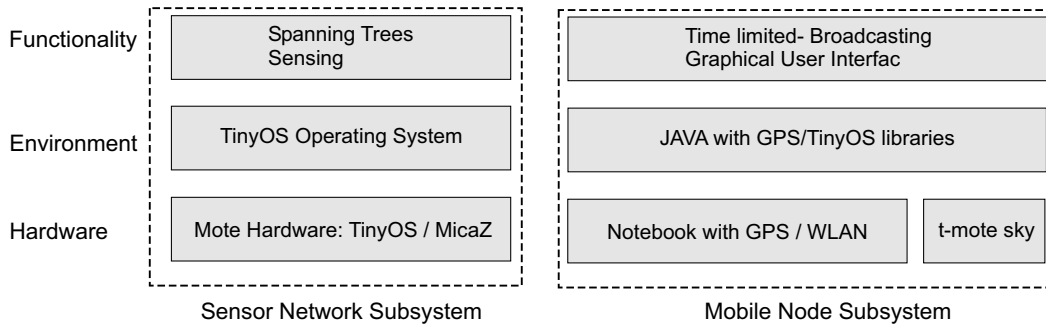 Functionality
Spanning Trees
Sensing
Time limited- Broadcasting
Graphical User Interfac
Environment
TinyOS Operating System
JAVA with GPS/TinyOS libraries
Hardware
Mote Hardware: TinyOS / MicaZ
Notebook with GPS / WLAN
t-mote sky
Sensor Network Subsystem
Mobile Node Subsystem